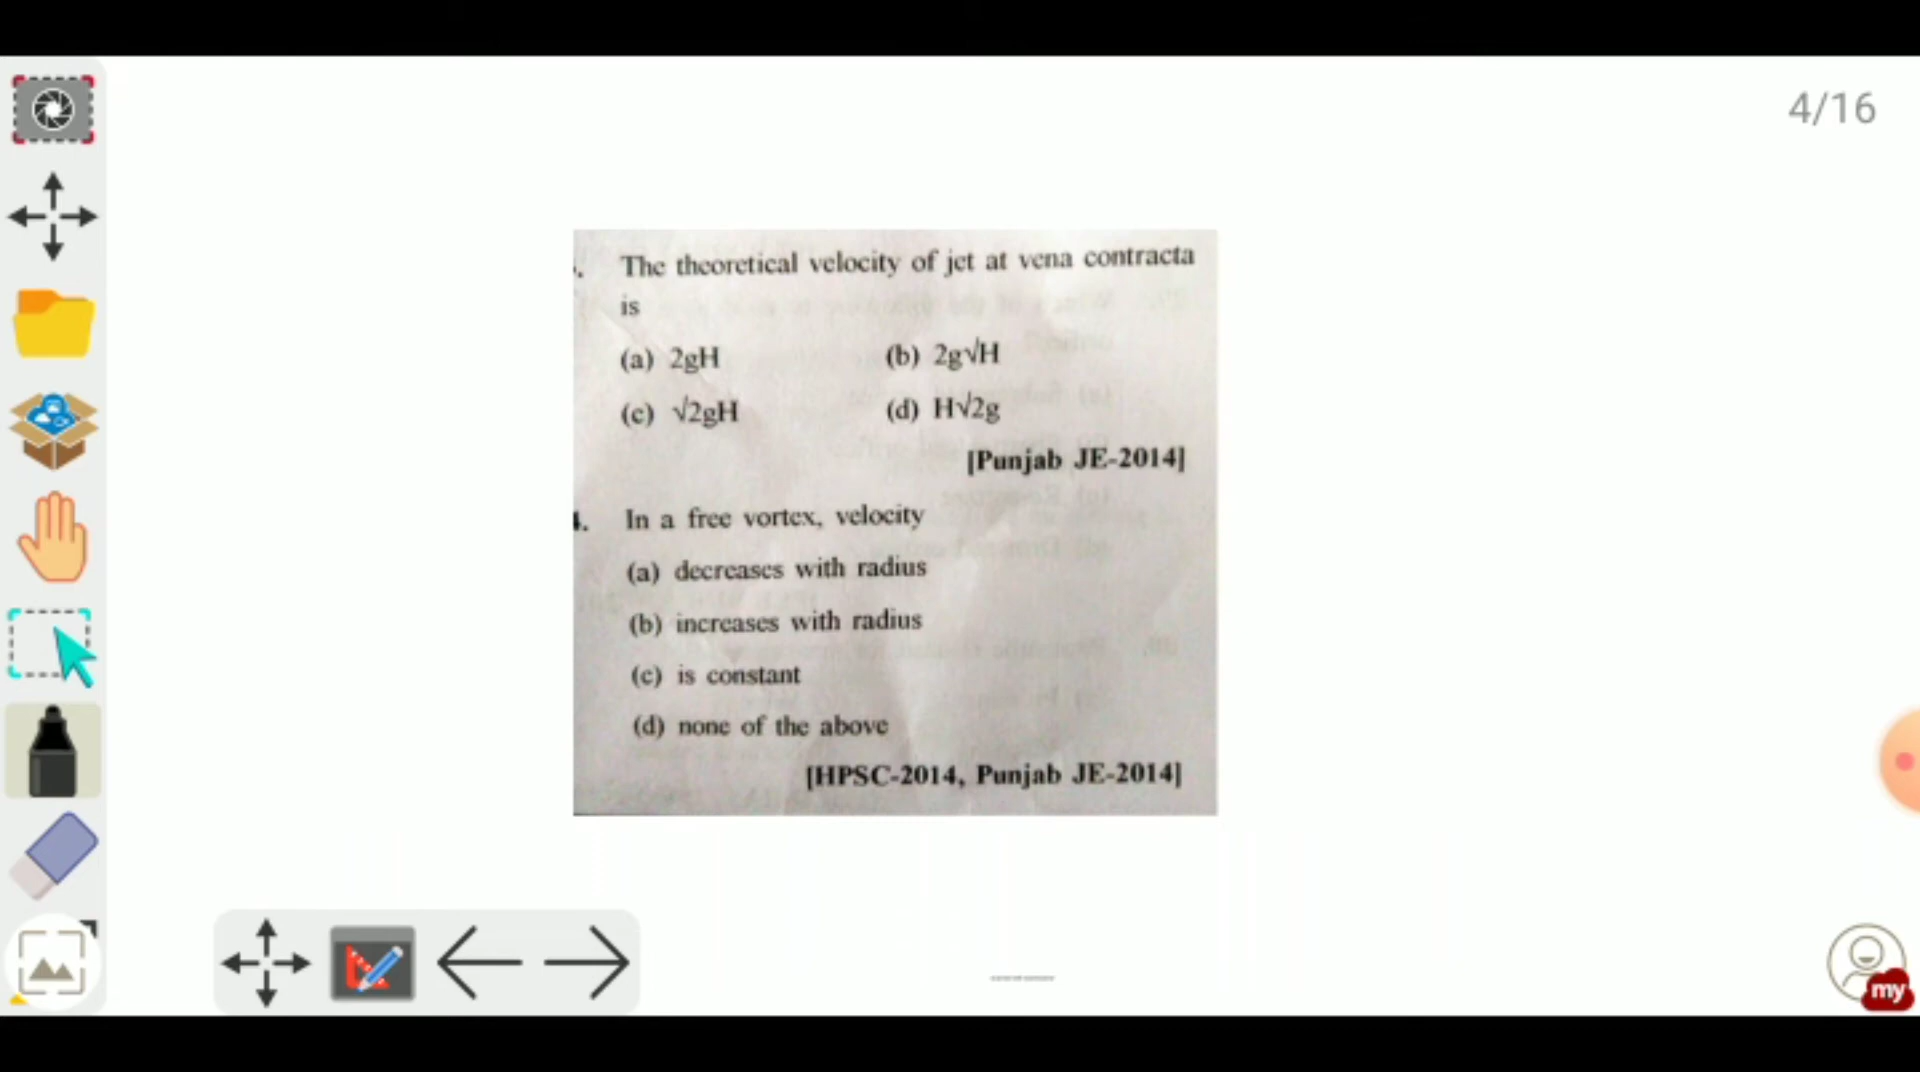 4/16
. The theoretical velocity of jet at vena contracta
is
(a) 2gH (b) 2g√H
(c) √2gH (d) H√2g
[Punjab JE-2014]
. In a free vortex, velocity
(a) decreases with radius
(b) increases with radius
(c) is constant
(d) none of the above
[HPSC-2014, Punjab JE-2014]
my